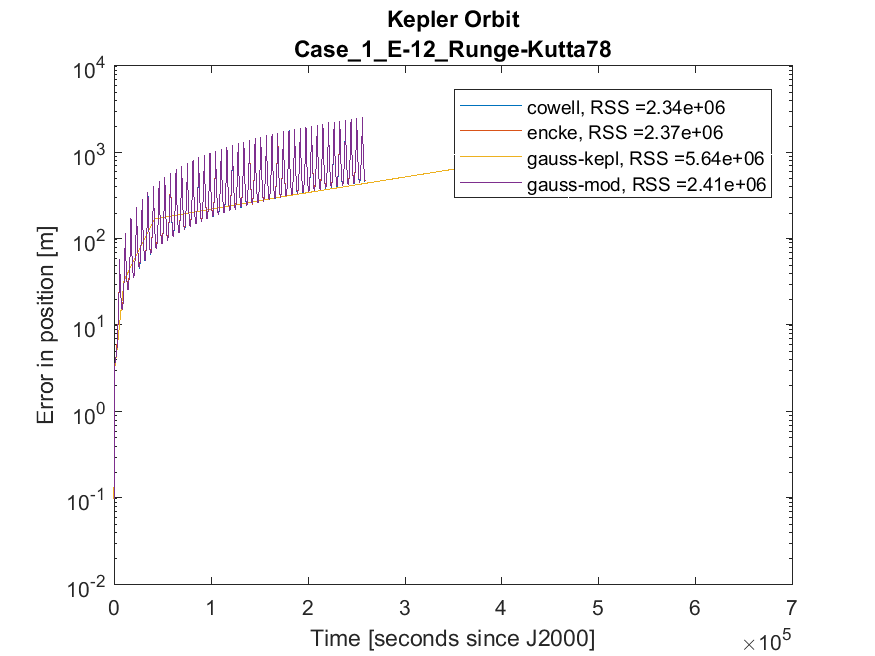 Kepler Orbit
Case_1_E-12_Runge-Kutta78
cowell, RSS =2.34e+06
encke, RSS =2.37e+06
gauss-kepl, RSS =5.64e+06
gauss-mod, RSS =2.41e+06
Error in position [m]
10^4
10^3
10^2
10^1
10^0
10^-1
10^-2
0 1 2 3 4 5 6 7
Time [seconds since J2000]
×10^5